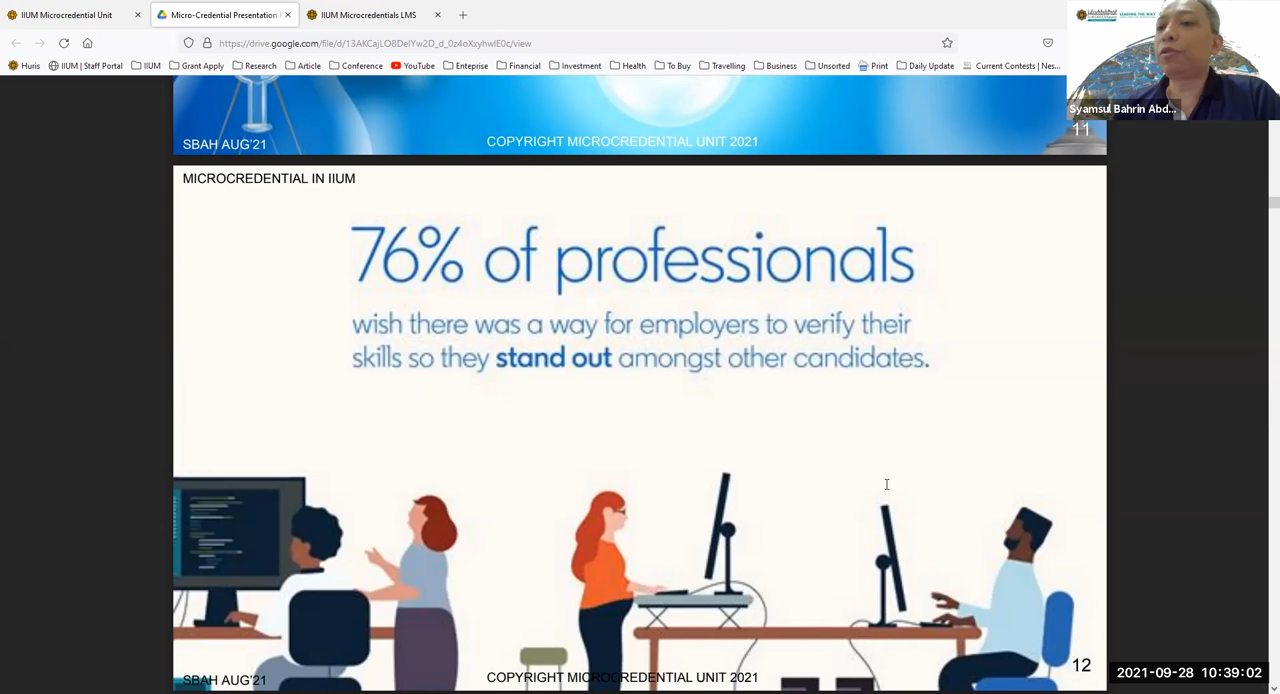 IIUM Microcredential Unit
Micro-Credential Presentation
IIUM Microcredentials LMS
https://drive.google.com/file/d/13AKCajLO8DeIYw2D_d_0z4oXxyhwIE0c/view
Huris
IIUM | Staff Portal
IIUM
Grant Apply
Research
Article
Conference
YouTube
Enteprise
Financial
Investment
Health
To Buy
Travelling
Business
Unsorted
Print
Daily Update
Current Contests | Nes...
LEADING THE WAY
Syamsul Bahrin Abd...
SBAH AUG'21
COPYRIGHT MICROCREDENTIAL UNIT 2021
11
MICROCREDENTIAL IN IIUM
76% of professionals
wish there was a way for employers to verify their
skills so they stand out amongst other candidates.
SBAH AUG'21
COPYRIGHT MICROCREDENTIAL UNIT 2021
12
2021-09-28 10:39:02